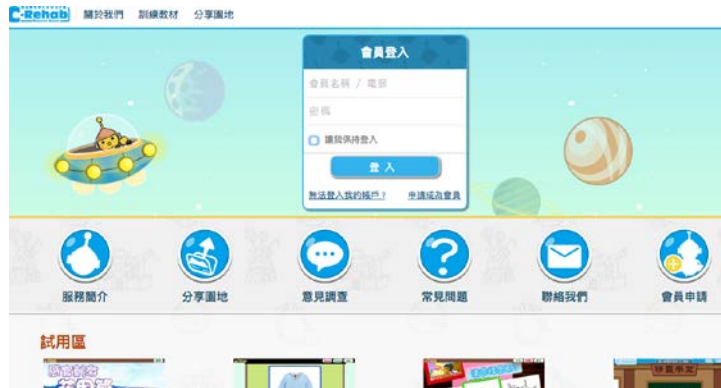 C-Rehab 關於我們 訓練教材 分享園地
會員登入
會員名稱 / 電郵
密碼
讓我保持登入
登入
無法登入我的帳戶? 申請成為會員
服務簡介 分享園地 意見調查 常見問題 聯絡我們 會員申請
試用區